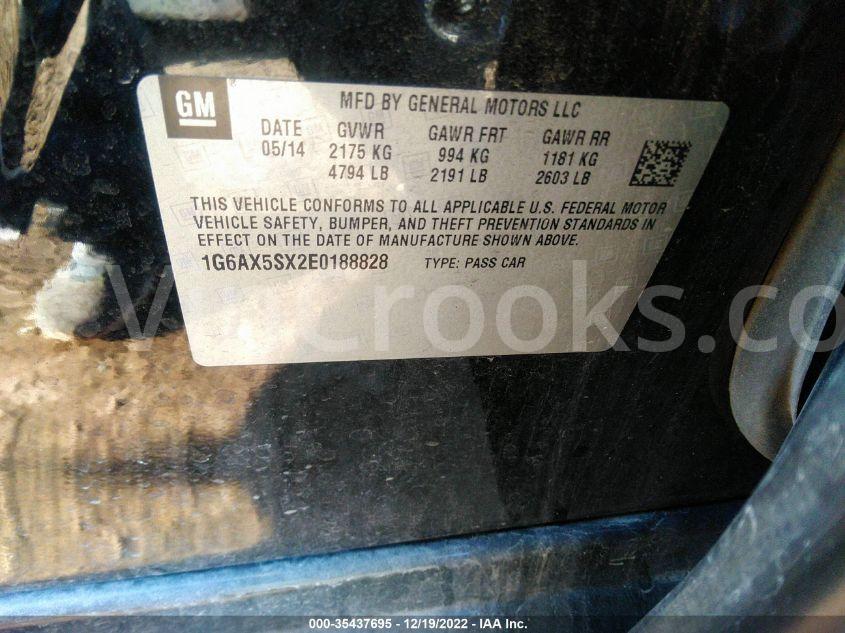 GM
MFD BY GENERAL MOTORS LLC
DATE GVWR GAWR FRT GAWR RR
05/14 2175 KG 994 KG 1181 KG
4794 LB 2191 LB 2603 LB
THIS VEHICLE CONFORMS TO ALL APPLICABLE U.S. FEDERAL MOTOR
VEHICLE SAFETY, BUMPER, AND THEFT PREVENTION STANDARDS IN
EFFECT ON THE DATE OF MANUFACTURE SHOWN ABOVE.
1G6AX5SX2E0188828 TYPE: PASS CAR
000-35437695 - 12/19/2022 - IAA Inc.